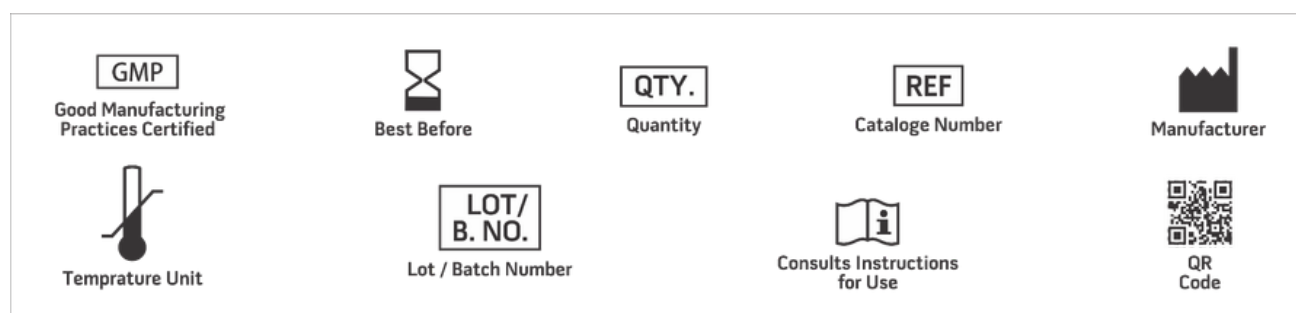 GMP
Good Manufacturing
Practices Certified
Best Before
QTY.
Quantity
REF
Cataloge Number
Manufacturer
Temprature Unit
LOT/
B. NO.
Lot / Batch Number
i
Consults Instructions
for Use
QR
Code